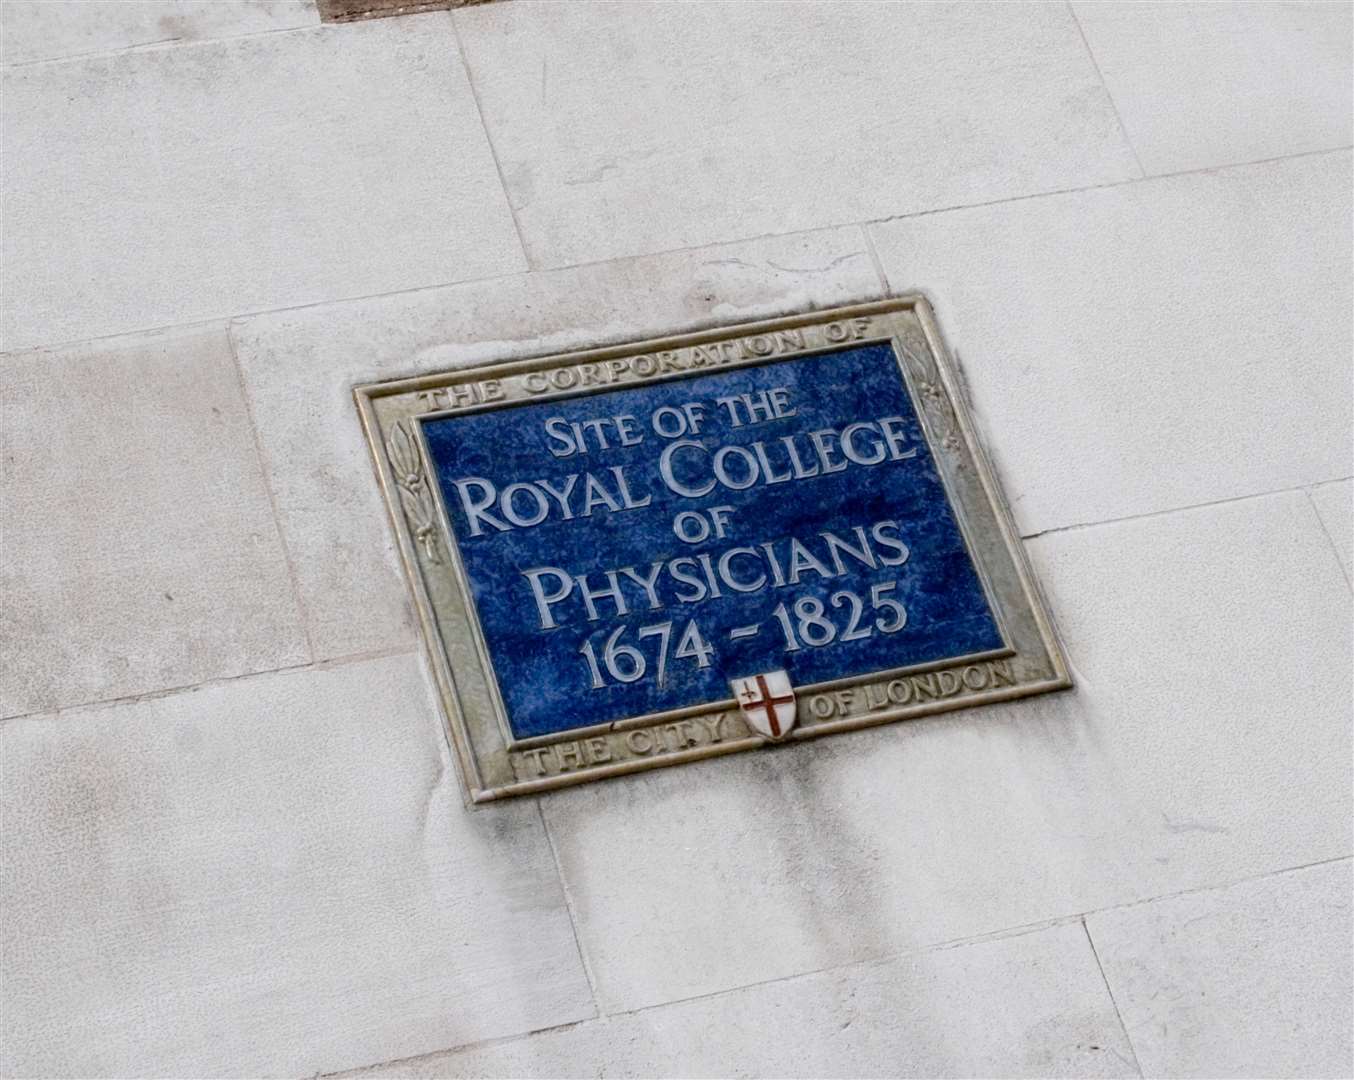 THE CORPORATION OF
SITE OF THE
ROYAL COLLEGE
OF
PHYSICIANS
1674 - 1825
THE CITY OF LONDON